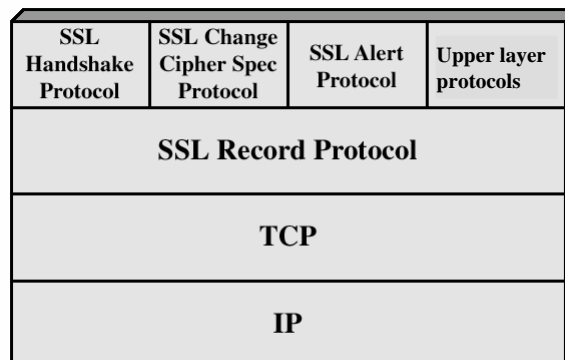 SSL
Handshake
Protocol
SSL Change
Cipher Spec
Protocol
SSL Alert
Protocol
Upper layer
protocols
SSL Record Protocol
TCP
IP